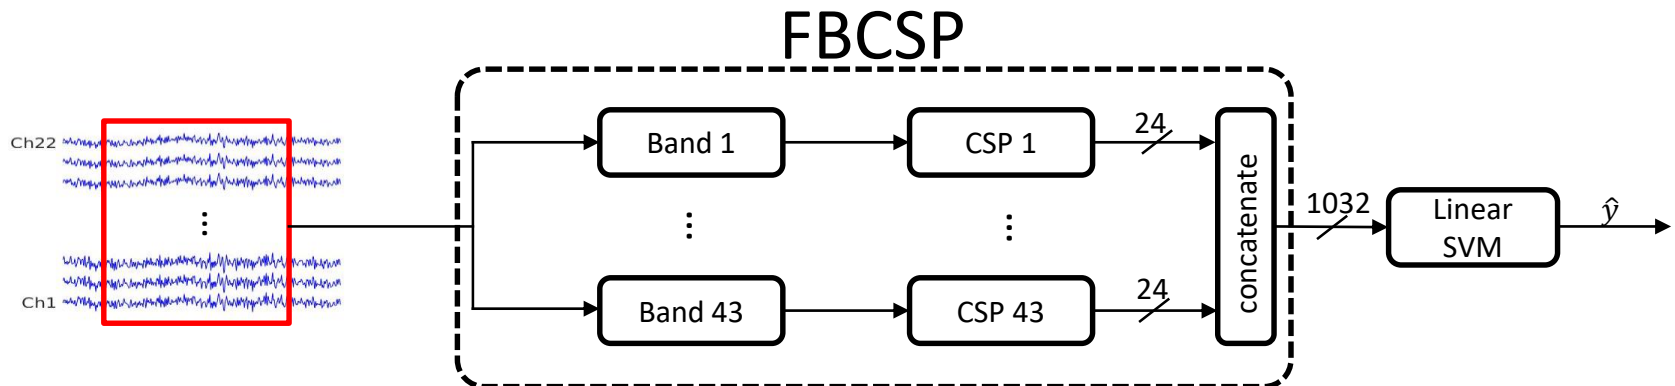 FBCSP
Ch22
Ch1
Band 1
CSP 1
24
⋮
⋮
⋮
Band 43
CSP 43
24
concatenate
1032
Linear
SVM
ŷ